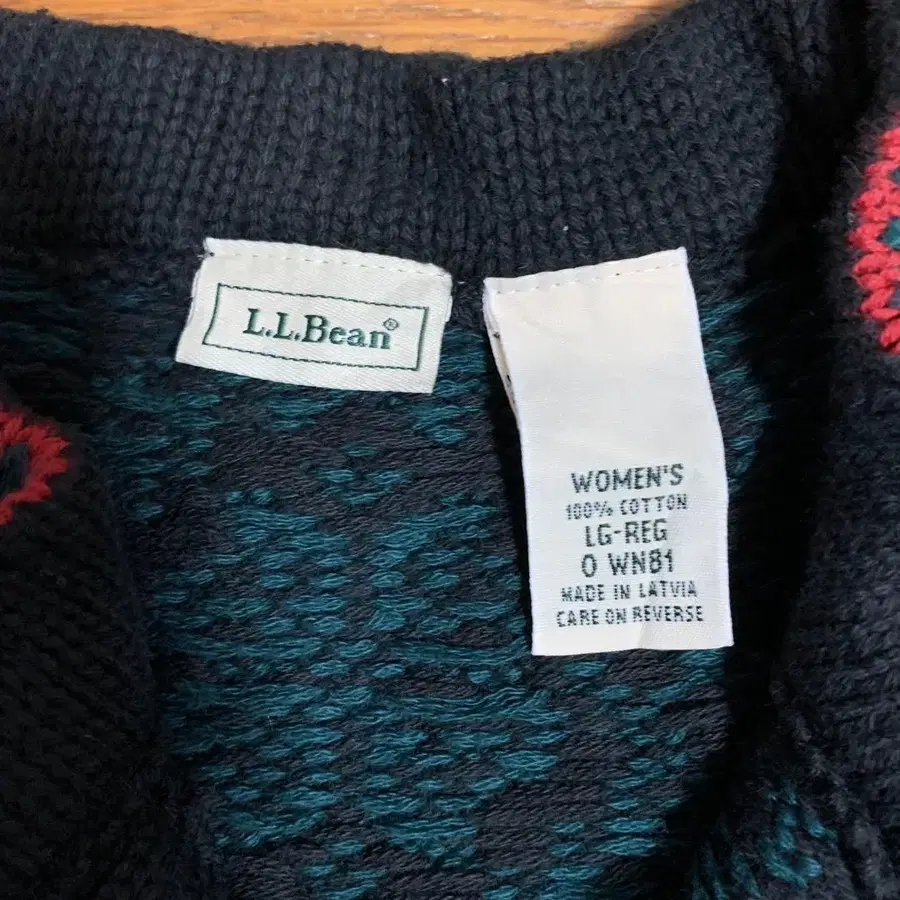 L.L.Bean®
WOMEN'S
100% COTTON
LG-REG
0 WN81
MADE IN LATVIA
CARE ON REVERSE